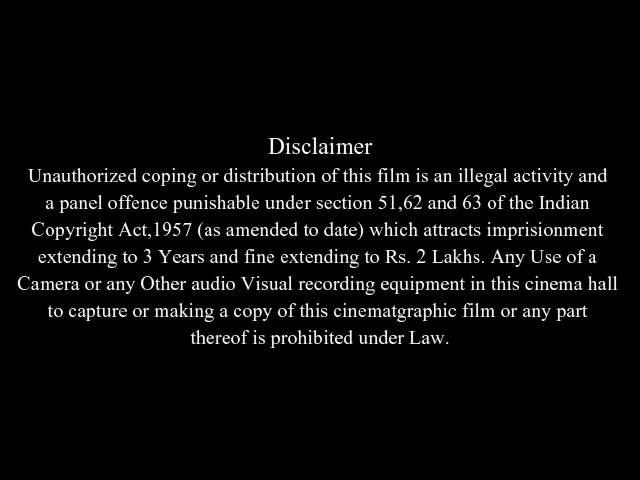 Disclaimer
Unauthorized coping or distribution of this film is an illegal activity and
a panel offence punishable under section 51,62 and 63 of the Indian
Copyright Act,1957 (as amended to date) which attracts imprisionment
extending to 3 Years and fine extending to Rs. 2 Lakhs. Any Use of a
Camera or any Other audio Visual recording equipment in this cinema hall
to capture or making a copy of this cinematgraphic film or any part
thereof is prohibited under Law.